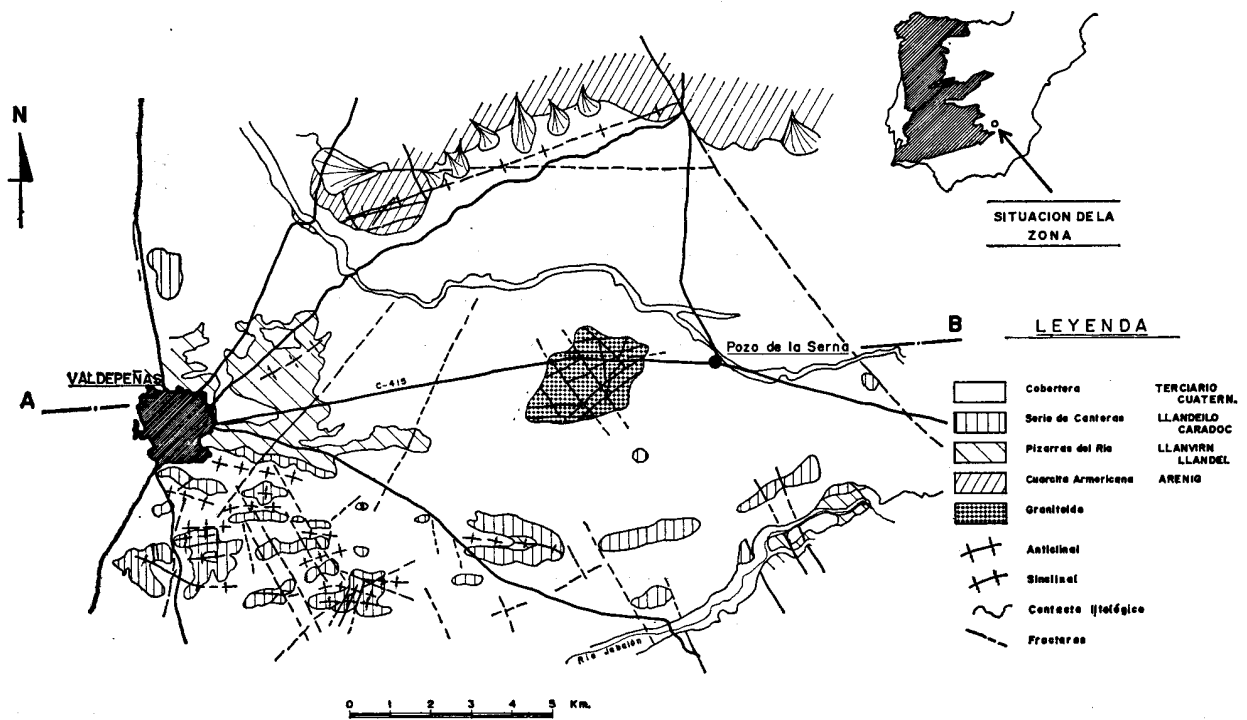 N
SITUACION DE LA
ZONA
VALDEPEÑAS
A
C-415
Pozo de la Serna
B
Río Jabalón
LEYENDA
Cobertera TERCIARIO
CUATERN.
Serie de Canteras LLANDEILO
CARADOC
Pizarras del Río LLANVIRN
LLANDEL
Cuarcita Armoricana ARENIG
Granitoide
Anticlinal
Sinclinal
Contacto litológico
Fracturas
0 1 2 3 4 5 Km.